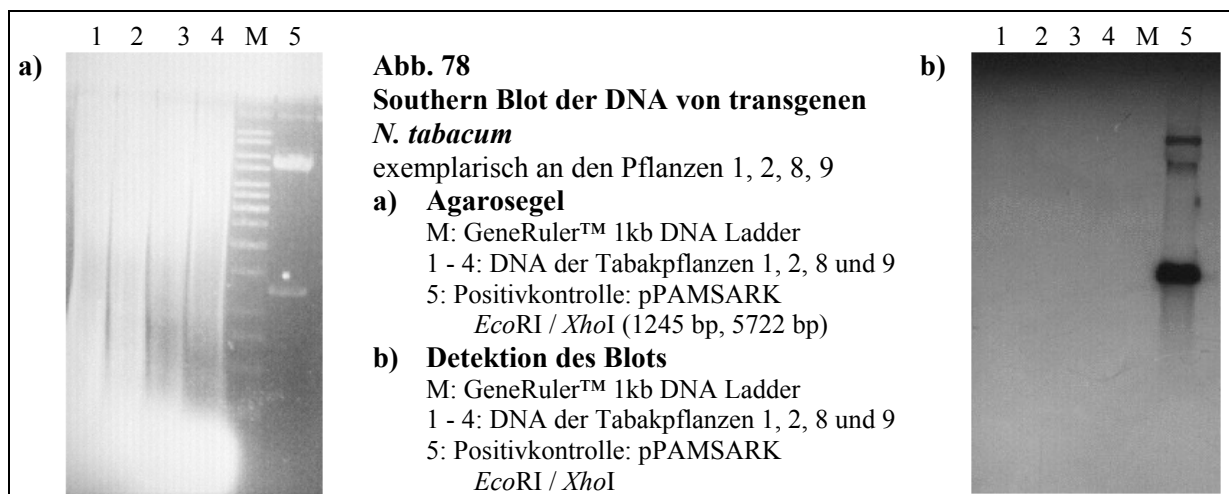 1 2 3 4 M 5
a)
Abb. 78
Southern Blot der DNA von transgenen
N. tabacum
exemplarisch an den Pflanzen 1, 2, 8, 9
a) Agarosegel
M: GeneRuler™ 1kb DNA Ladder
1 - 4: DNA der Tabakpflanzen 1, 2, 8 und 9
5: Positivkontrolle: pPAMSARK
EcoRI / XhoI (1245 bp, 5722 bp)
b) Detektion des Blots
M: GeneRuler™ 1kb DNA Ladder
1 - 4: DNA der Tabakpflanzen 1, 2, 8 und 9
5: Positivkontrolle: pPAMSARK
EcoRI / XhoI
b)
1 2 3 4 M 5